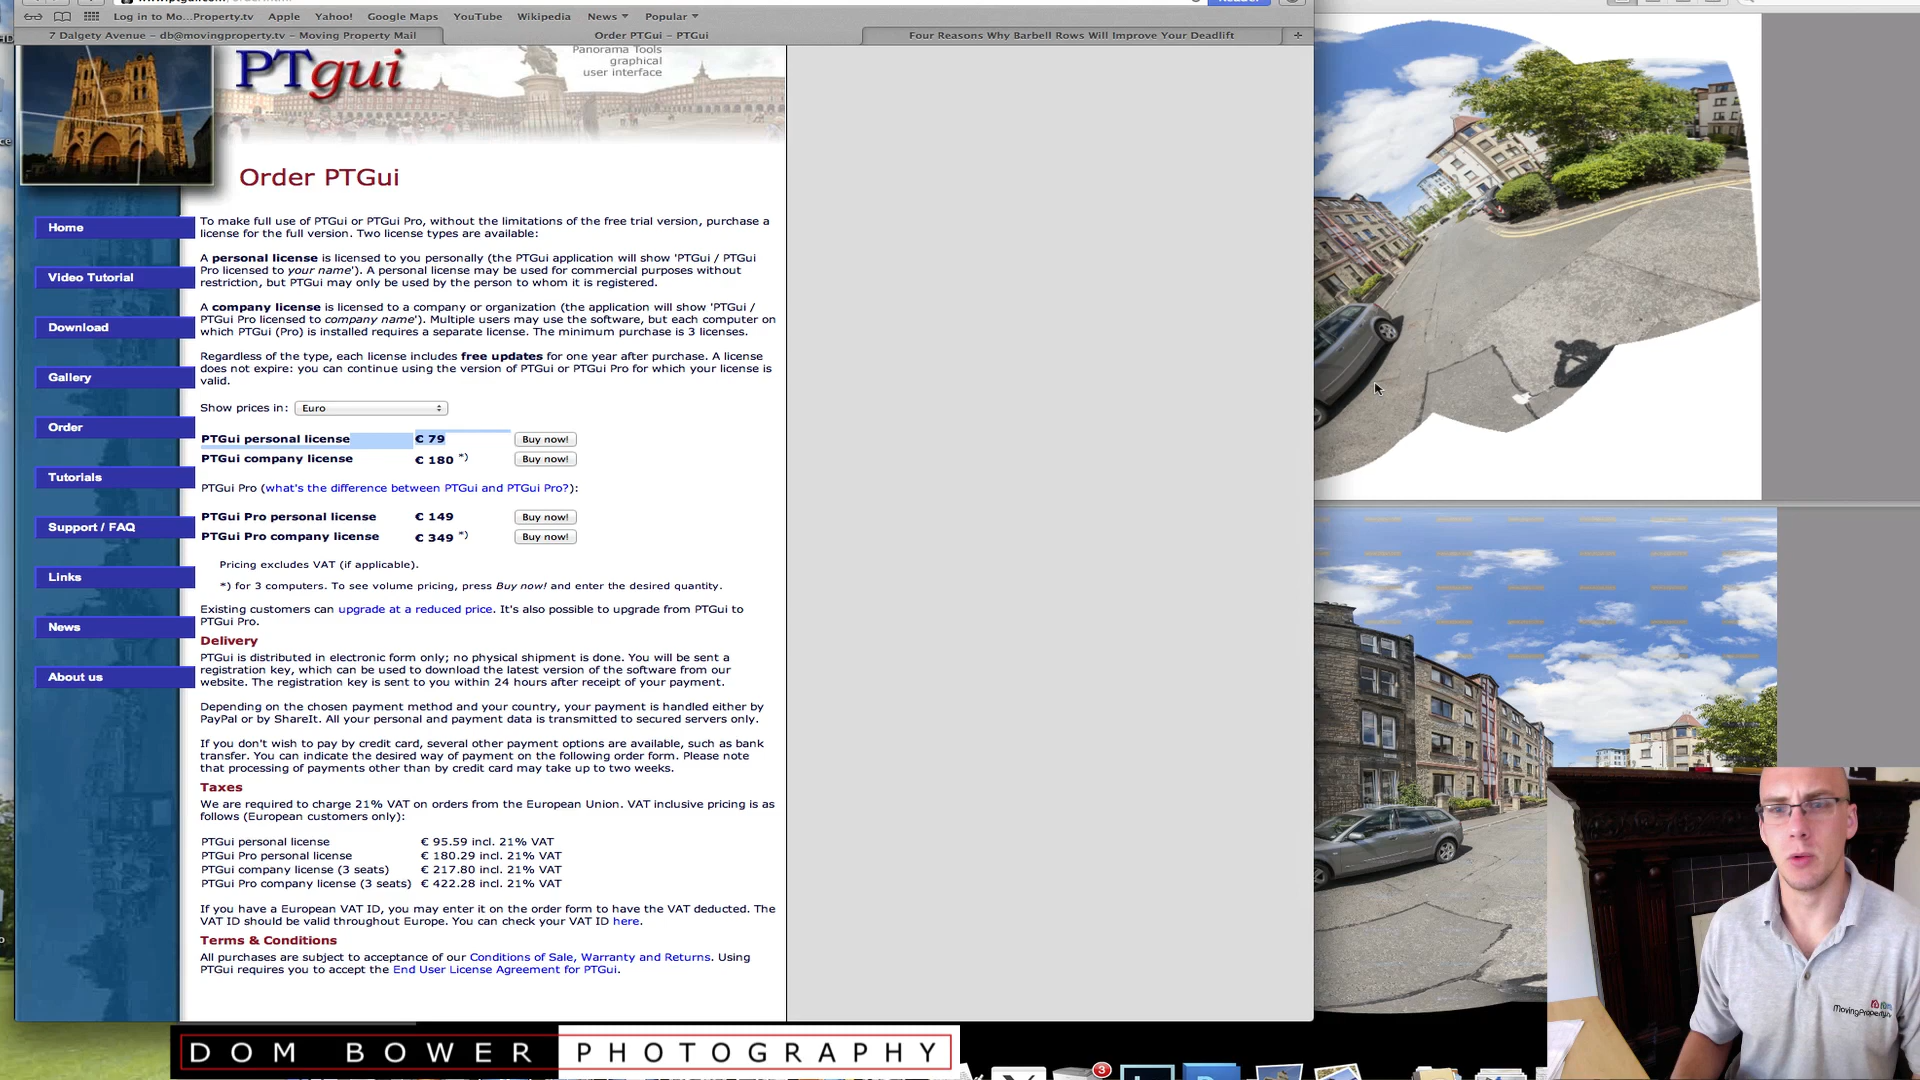 Log in to Mo...Property.tv Apple Yahoo! Google Maps YouTube Wikipedia News Popular
7 Dalgety Avenue – db@movingproperty.tv – Moving Property Mail Order PTGui – PTGui Four Reasons Why Barbell Rows Will Improve Your Deadlift +
PTgui
Panorama Tools
graphical
user interface
Order PTGui
Home
Video Tutorial
Download
Gallery
Order
Tutorials
Support / FAQ
Links
News
About us
To make full use of PTGui or PTGui Pro, without the limitations of the free trial version, purchase a
license for the full version. Two license types are available:
A personal license is licensed to you personally (the PTGui application will show 'PTGui / PTGui
Pro licensed to your name'). A personal license may be used for commercial purposes without
restriction, but PTGui may only be used by the person to whom it is registered.
A company license is licensed to a company or organization (the application will show 'PTGui /
PTGui Pro licensed to company name'). Multiple users may use the software, but each computer on
which PTGui (Pro) is installed requires a separate license. The minimum purchase is 3 licenses.
Regardless of the type, each license includes free updates for one year after purchase. A license
does not expire: you can continue using the version of PTGui or PTGui Pro for which your license is
valid.
Show prices in: Euro
PTGui personal license € 79 Buy now!
PTGui company license € 180 *) Buy now!
PTGui Pro (what's the difference between PTGui and PTGui Pro?):
PTGui Pro personal license € 149 Buy now!
PTGui Pro company license € 349 *) Buy now!
Pricing excludes VAT (if applicable).
*) for 3 computers. To see volume pricing, press Buy now! and enter the desired quantity.
Existing customers can upgrade at a reduced price. It's also possible to upgrade from PTGui to
PTGui Pro.
Delivery
PTGui is distributed in electronic form only; no physical shipment is done. You will be sent a
registration key, which can be used to download the latest version of the software from our
website. The registration key is sent to you within 24 hours after receipt of your payment.
Depending on the chosen payment method and your country, your payment is handled either by
PayPal or by ShareIt. All your personal and payment data is transmitted to secured servers only.
If you don't wish to pay by credit card, several other payment options are available, such as bank
transfer. You can indicate the desired way of payment on the following order form. Please note
that processing of payments other than by credit card may take up to two weeks.
Taxes
We are required to charge 21% VAT on orders from the European Union. VAT inclusive pricing is as
follows (European customers only):
PTGui personal license € 95.59 incl. 21% VAT
PTGui Pro personal license € 180.29 incl. 21% VAT
PTGui company license (3 seats) € 217.80 incl. 21% VAT
PTGui Pro company license (3 seats) € 422.28 incl. 21% VAT
If you have a European VAT ID, you may enter it on the order form to have the VAT deducted. The
VAT ID should be valid throughout Europe. You can check your VAT ID here.
Terms & Conditions
All purchases are subject to acceptance of our Conditions of Sale, Warranty and Returns. Using
PTGui requires you to accept the End User License Agreement for PTGui.
DOM BOWER PHOTOGRAPHY
3